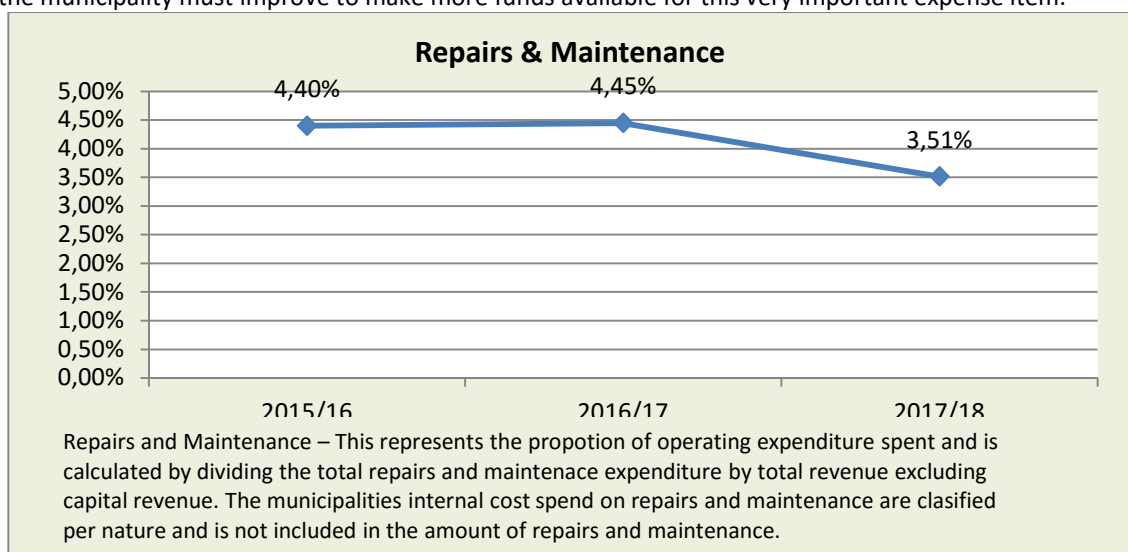 the municipality must improve to make more funds available for this very important expense item.
Repairs & Maintenance
5,00%
4,50%
4,00%
3,50%
3,00%
2,50%
2,00%
1,50%
1,00%
0,50%
0,00%
4,40%
4,45%
3,51%
2015/16
2016/17
2017/18
Repairs and Maintenance – This represents the propotion of operating expenditure spent and is
calculated by dividing the total repairs and maintenace expenditure by total revenue excluding
capital revenue. The municipalities internal cost spend on repairs and maintenance are clasified
per nature and is not included in the amount of repairs and maintenance.